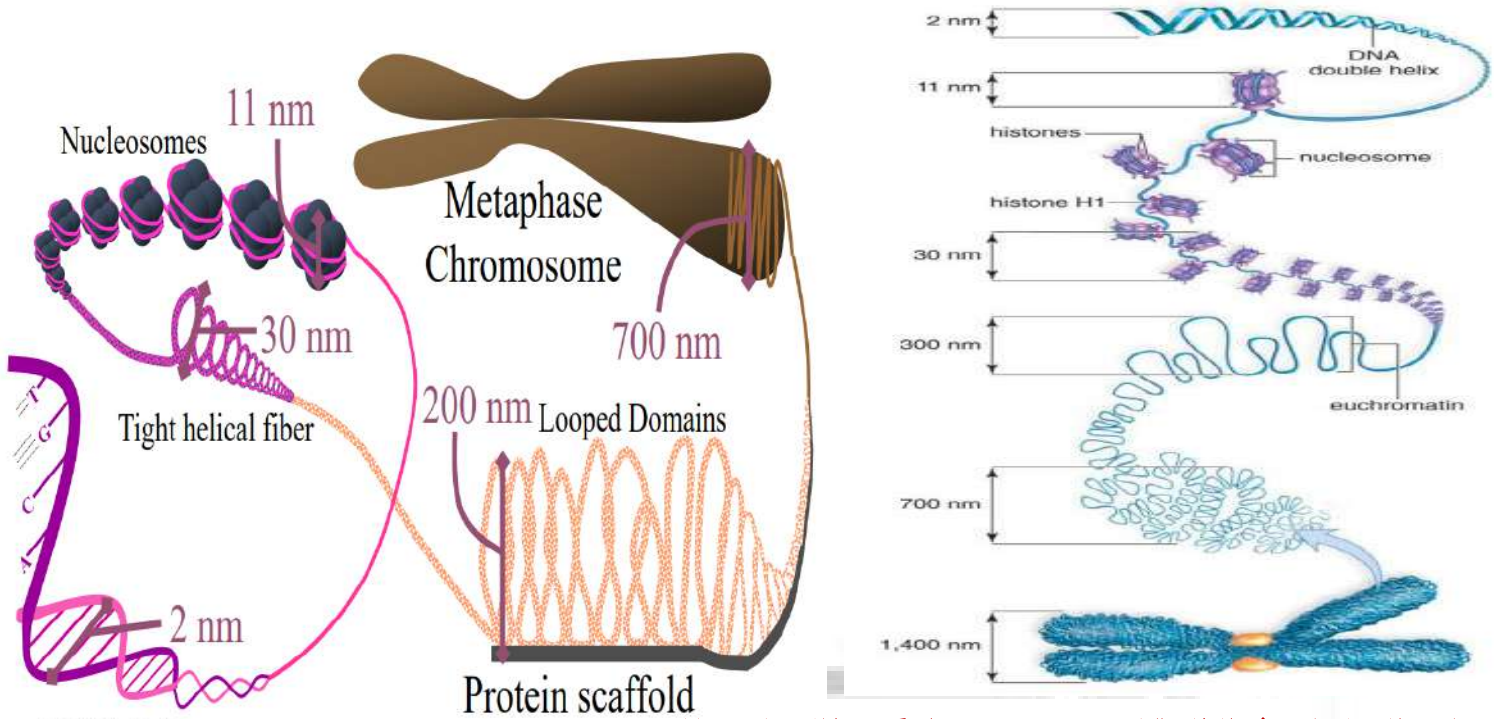 Nucleosomes
11 nm
Metaphase
Chromosome
30 nm
700 nm
Tight helical fiber
200 nm
Looped Domains
T
G
C
A
2 nm
Protein scaffold
2 nm
DNA
double helix
11 nm
histones
nucleosome
histone H1
30 nm
300 nm
euchromatin
700 nm
1,400 nm